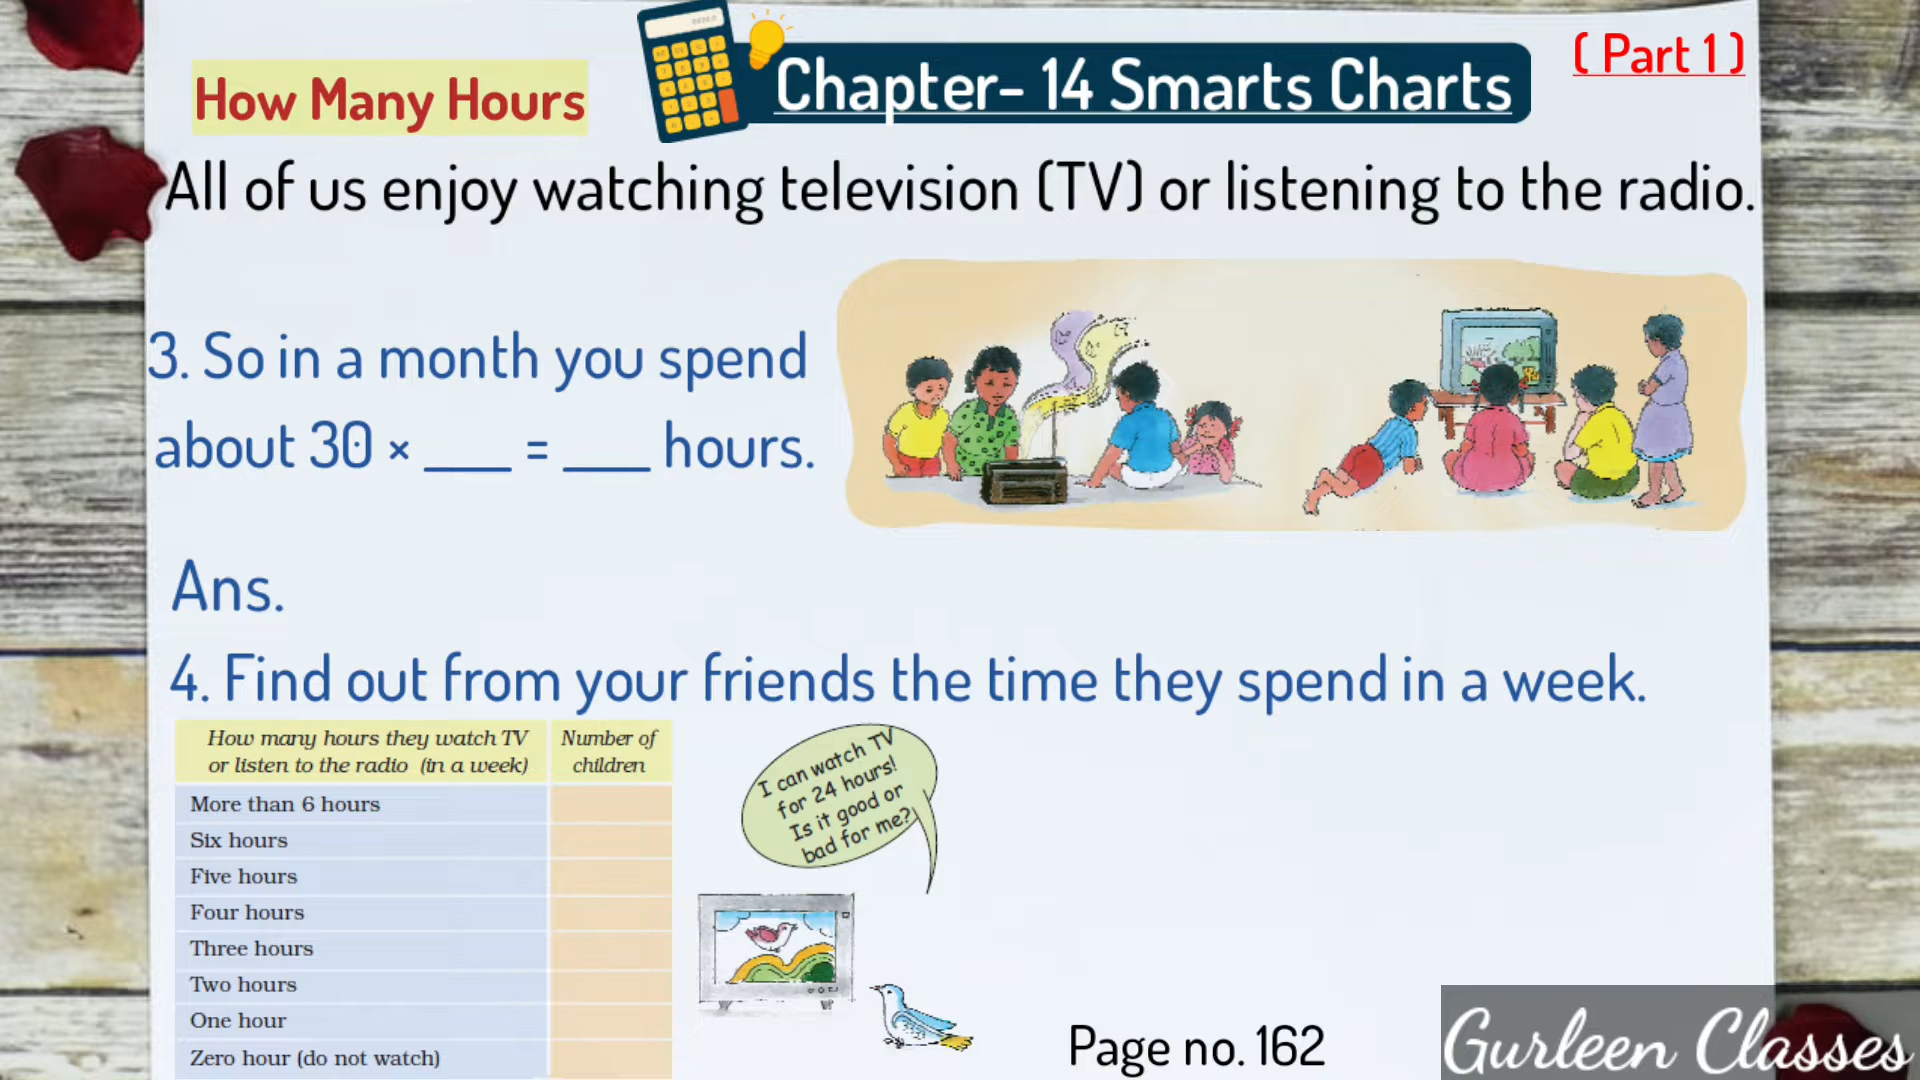 How Many Hours
Chapter- 14 Smarts Charts
( Part 1 )
All of us enjoy watching television (TV) or listening to the radio.
3. So in a month you spend
about 30 × ___ = ___ hours.
Ans.
4. Find out from your friends the time they spend in a week.
How many hours they watch TV
or listen to the radio (in a week)
Number of
children
More than 6 hours
Six hours
Five hours
Four hours
Three hours
Two hours
One hour
Zero hour (do not watch)
I can watch TV
for 24 hours!
Is it good or
bad for me?
Page no. 162
Gurleen Classes